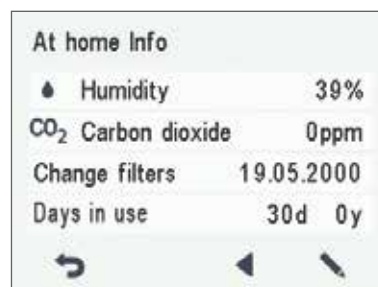 At home Info
Humidity 39%
CO₂ Carbon dioxide 0ppm
Change filters 19.05.2000
Days in use 30d 0y